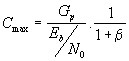 C_max = G_p / (E_b / N_0) · 1 / (1 + β)